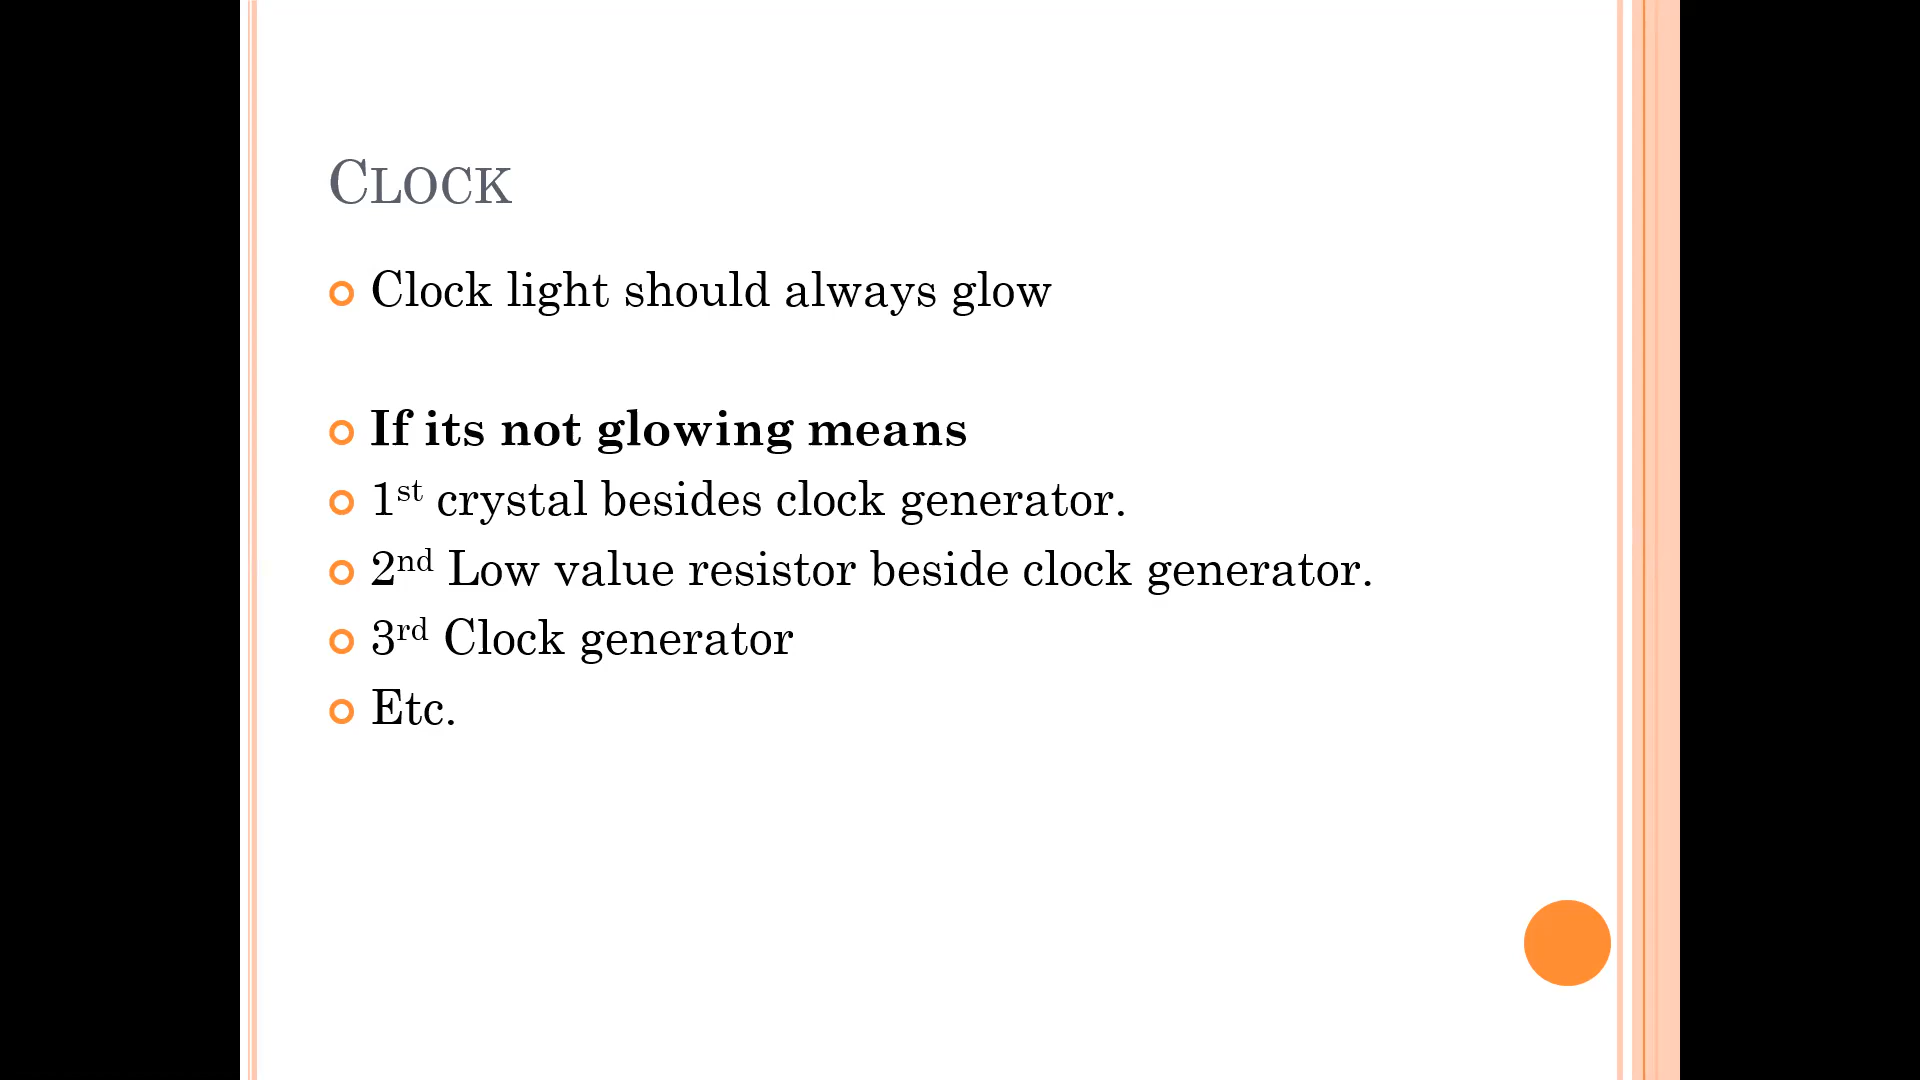 Clock
Clock light should always glow
If its not glowing means
1st crystal besides clock generator.
2nd Low value resistor beside clock generator.
3rd Clock generator
Etc.